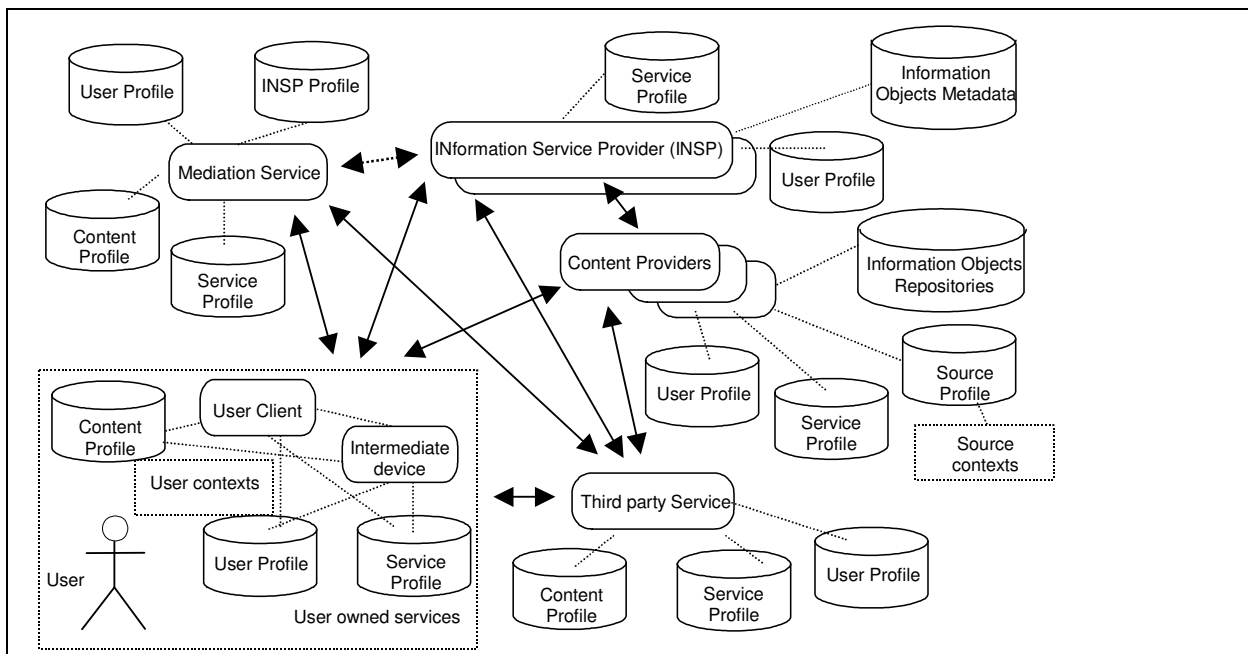 User Profile
INSP Profile
Service
Profile
Information
Objects Metadata
INformation Service Provider (INSP)
Mediation Service
User Profile
Content
Profile
Service
Profile
Content Providers
Information Objects
Repositories
User Profile
Service
Profile
Source
Profile
Source
contexts
User Client
Content
Profile
Intermediate
device
User contexts
User Profile
Service
Profile
User
User owned services
Third party Service
Content
Profile
Service
Profile
User Profile